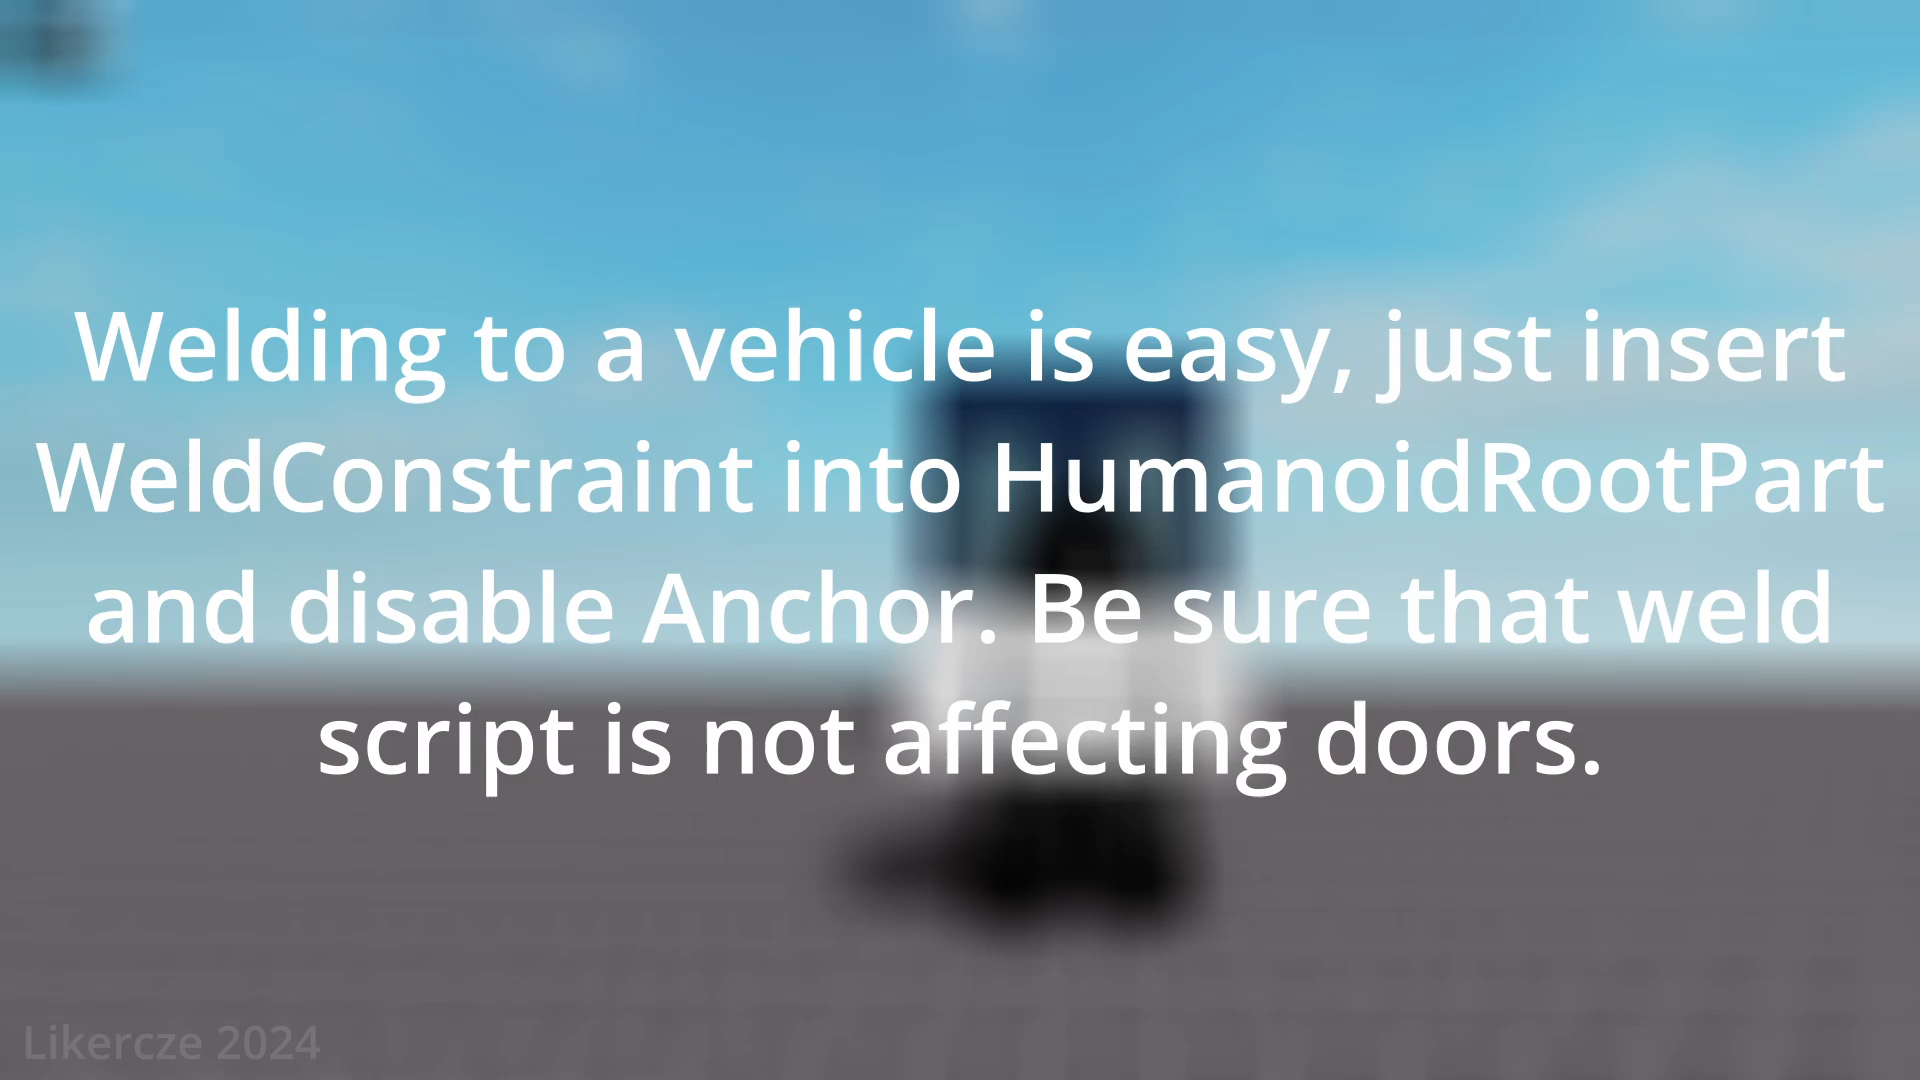 Welding to a vehicle is easy, just insert
WeldConstraint into HumanoidRootPart
and disable Anchor. Be sure that weld
script is not affecting doors.
Likercze 2024